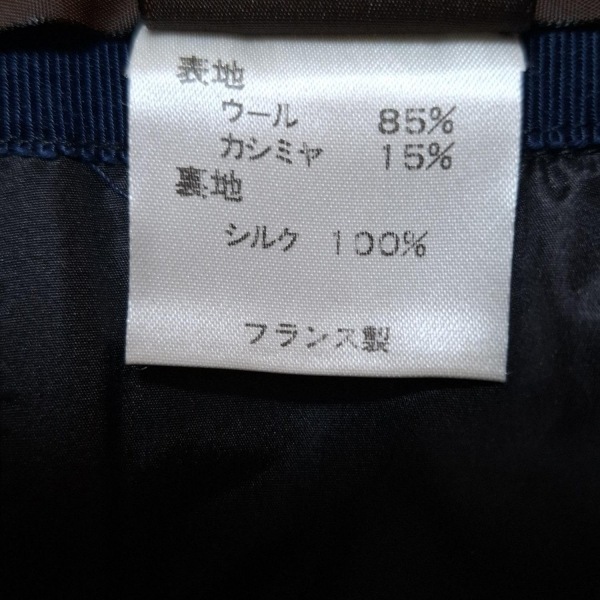 表地
ウール 85%
カシミヤ 15%
裏地
シルク 100%
フランス製